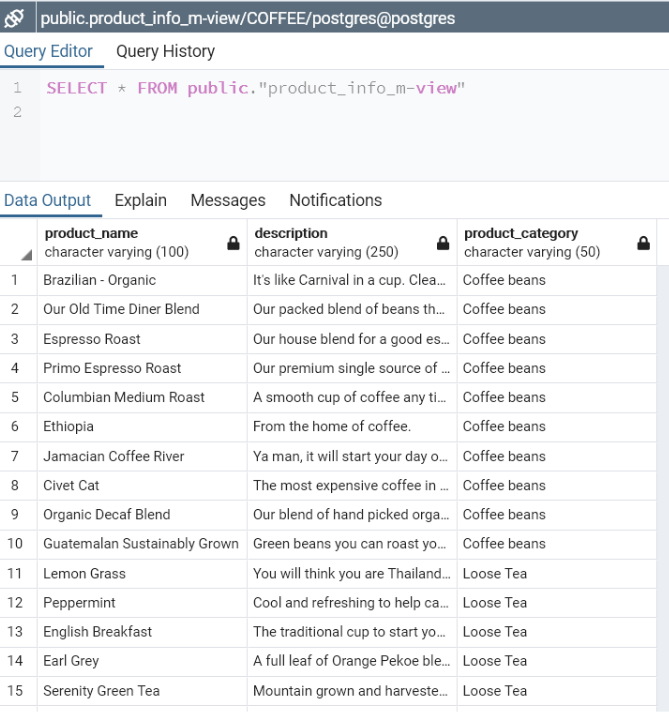 public.product_info_m-view/COFFEE/postgres@postgres
Query Editor Query History
1 SELECT * FROM public."product_info_m-view"
2
Data Output Explain Messages Notifications
product_name description product_category
character varying (100) character varying (250) character varying (50)
1 Brazilian - Organic It's like Carnival in a cup. Clea... Coffee beans
2 Our Old Time Diner Blend Our packed blend of beans th... Coffee beans
3 Espresso Roast Our house blend for a good es... Coffee beans
4 Primo Espresso Roast Our premium single source of ... Coffee beans
5 Columbian Medium Roast A smooth cup of coffee any ti... Coffee beans
6 Ethiopia From the home of coffee. Coffee beans
7 Jamacian Coffee River Ya man, it will start your day o... Coffee beans
8 Civet Cat The most expensive coffee in ... Coffee beans
9 Organic Decaf Blend Our blend of hand picked orga... Coffee beans
10 Guatemalan Sustainably Grown Green beans you can roast yo... Coffee beans
11 Lemon Grass You will think you are Thailand... Loose Tea
12 Peppermint Cool and refreshing to help ca... Loose Tea
13 English Breakfast The traditional cup to start yo... Loose Tea
14 Earl Grey A full leaf of Orange Pekoe ble... Loose Tea
15 Serenity Green Tea Mountain grown and harveste... Loose Tea